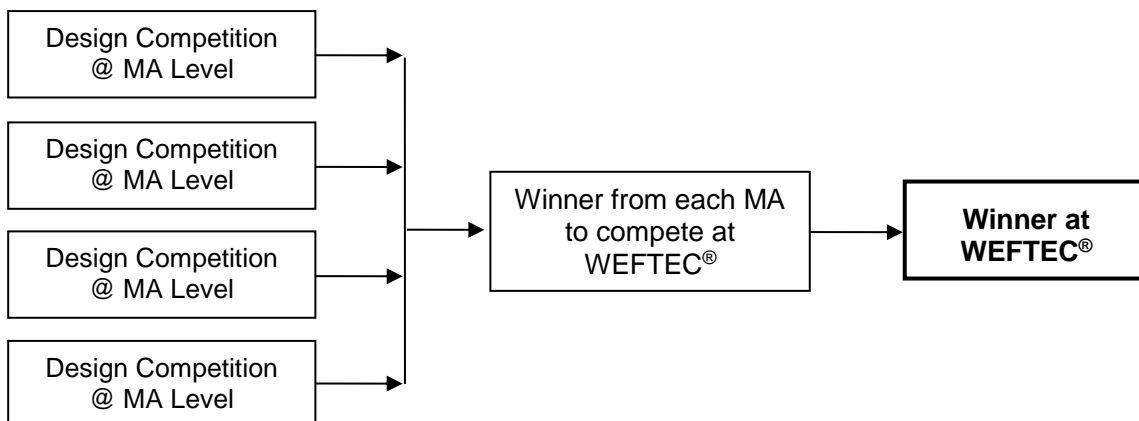 Design Competition
@ MA Level
Design Competition
@ MA Level
Design Competition
@ MA Level
Design Competition
@ MA Level
Winner from each MA
to compete at
WEFTEC®
Winner at
WEFTEC®